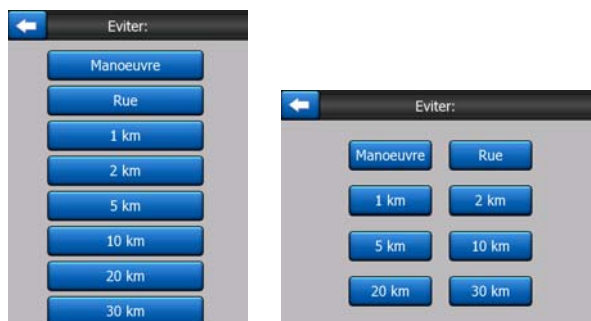 Eviter:
Manoeuvre
Rue
1 km
2 km
5 km
10 km
20 km
30 km
Eviter:
Manoeuvre Rue
1 km 2 km
5 km 10 km
20 km 30 km